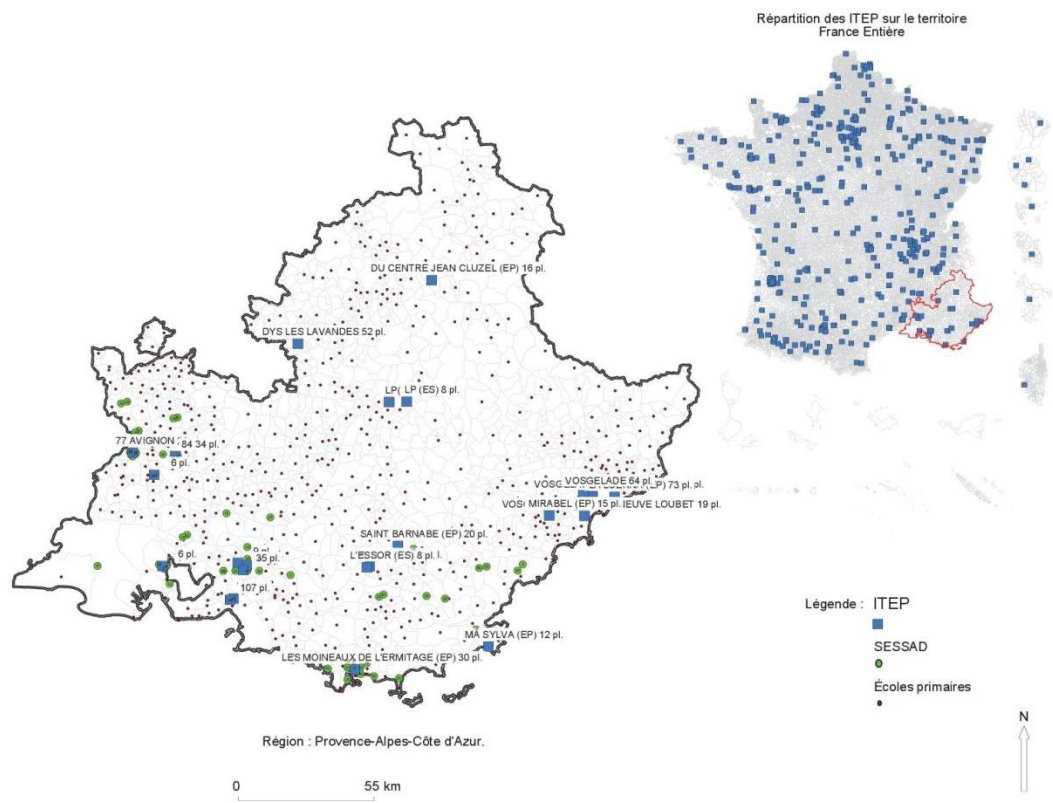 Répartition des ITEP sur le territoire
France Entière
DU CENTRE JEAN CLUZEL (EP) 16 pl.
DYS LES LAVANDES 52 pl.
LP (ES) 8 pl.
77 AVIGNON
84 34 pl.
6 pl.
VOSGELADE 64 pl.
73 pl.
pl.
MIRABEL (EP) 15 pl.
LOUBET 19 pl.
SAINT BARNABE (EP) 20 pl.
L'ESSOR (ES) 8 pl.
6 pl.
35 pl.
107 pl.
MA SYLVA (EP) 12 pl.
LES MOINEAUX DE L'ERMITAGE (EP) 30 pl.
Légende : ITEP
SESSAD
Écoles primaires
N
Région : Provence-Alpes-Côte d'Azur.
0 55 km